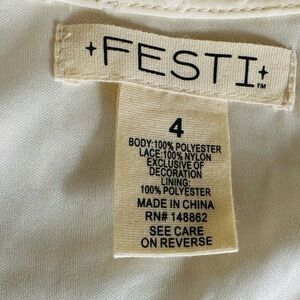 FESTI™
4
BODY:100% POLYESTER
LACE:100% NYLON
EXCLUSIVE OF
DECORATION
LINING:
100% POLYESTER
MADE IN CHINA
RN# 148862
SEE CARE
ON REVERSE